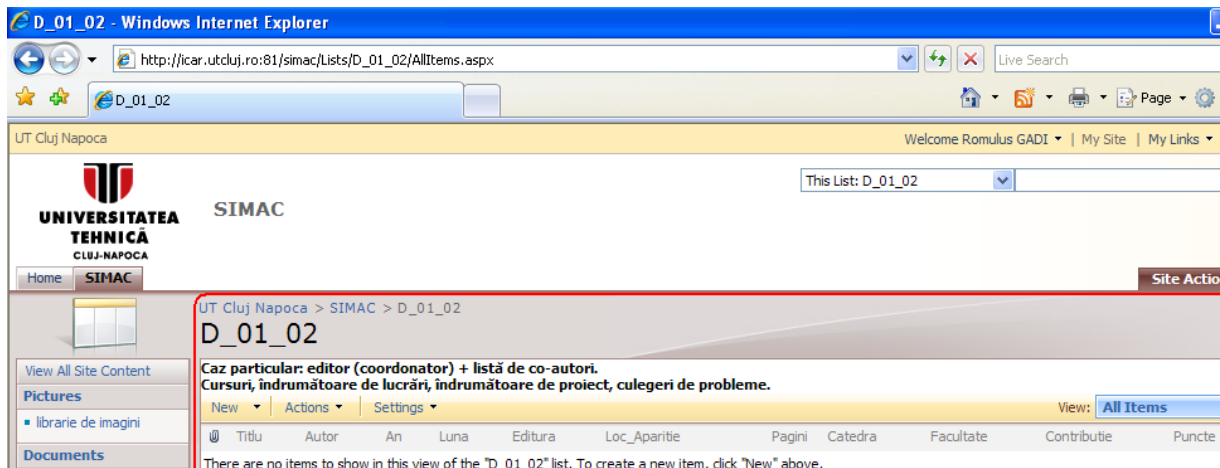 D_01_02 - Windows Internet Explorer
http://icar.utcluj.ro:81/simac/Lists/D_01_02/AllItems.aspx
Live Search
D_01_02
Page
UT Cluj Napoca
Welcome Romulus GADI | My Site | My Links
UNIVERSITATEA
TEHNICĂ
CLUJ-NAPOCA
SIMAC
This List: D_01_02
Home SIMAC
Site Actio
UT Cluj Napoca > SIMAC > D_01_02
D_01_02
View All Site Content
Pictures
librarie de imagini
Documents
Caz particular: editor (coordonator) + listă de co-autori.
Cursuri, îndrumătoare de lucrări, îndrumătoare de proiect, culegeri de probleme.
New Actions Settings View: All Items
Titlu Autor An Luna Editura Loc_Aparitie Pagini Catedra Facultate Contributie Puncte
There are no items to show in this view of the "D_01_02" list. To create a new item, click "New" above.